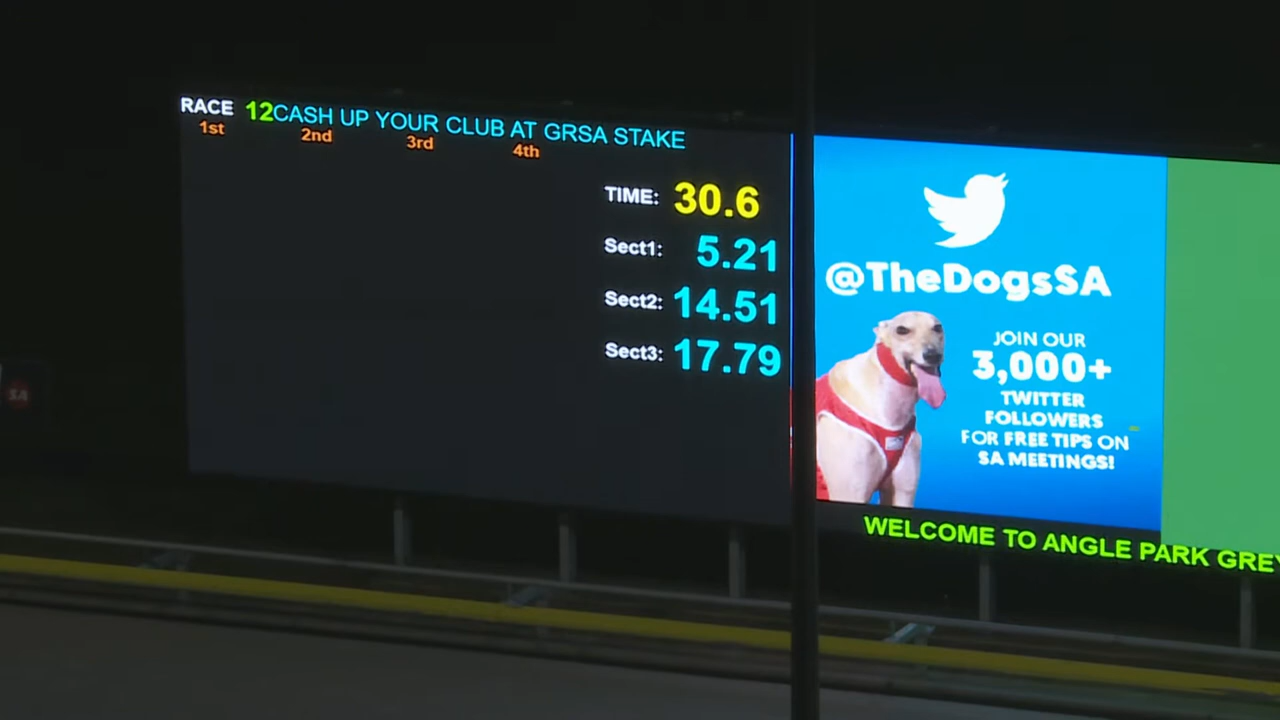 RACE 12CASH UP YOUR CLUB AT GRSA STAKE
1st 2nd 3rd 4th
TIME: 30.6
Sect1: 5.21
Sect2: 14.51
Sect3: 17.79
@TheDogsSA
JOIN OUR
3,000+
TWITTER
FOLLOWERS
FOR FREE TIPS ON
SA MEETINGS!
WELCOME TO ANGLE PARK GREY
SA